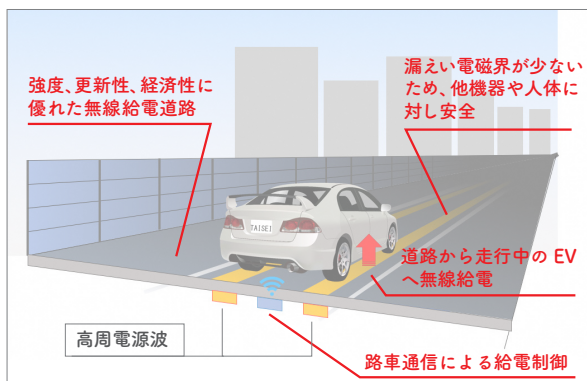 強度、更新性、経済性に
優れた無線給電道路
漏えい電磁界が少ない
ため、他機器や人体に
対し安全
TAISEI
道路から走行中の EV
へ無線給電
高周電源波
路車通信による給電制御